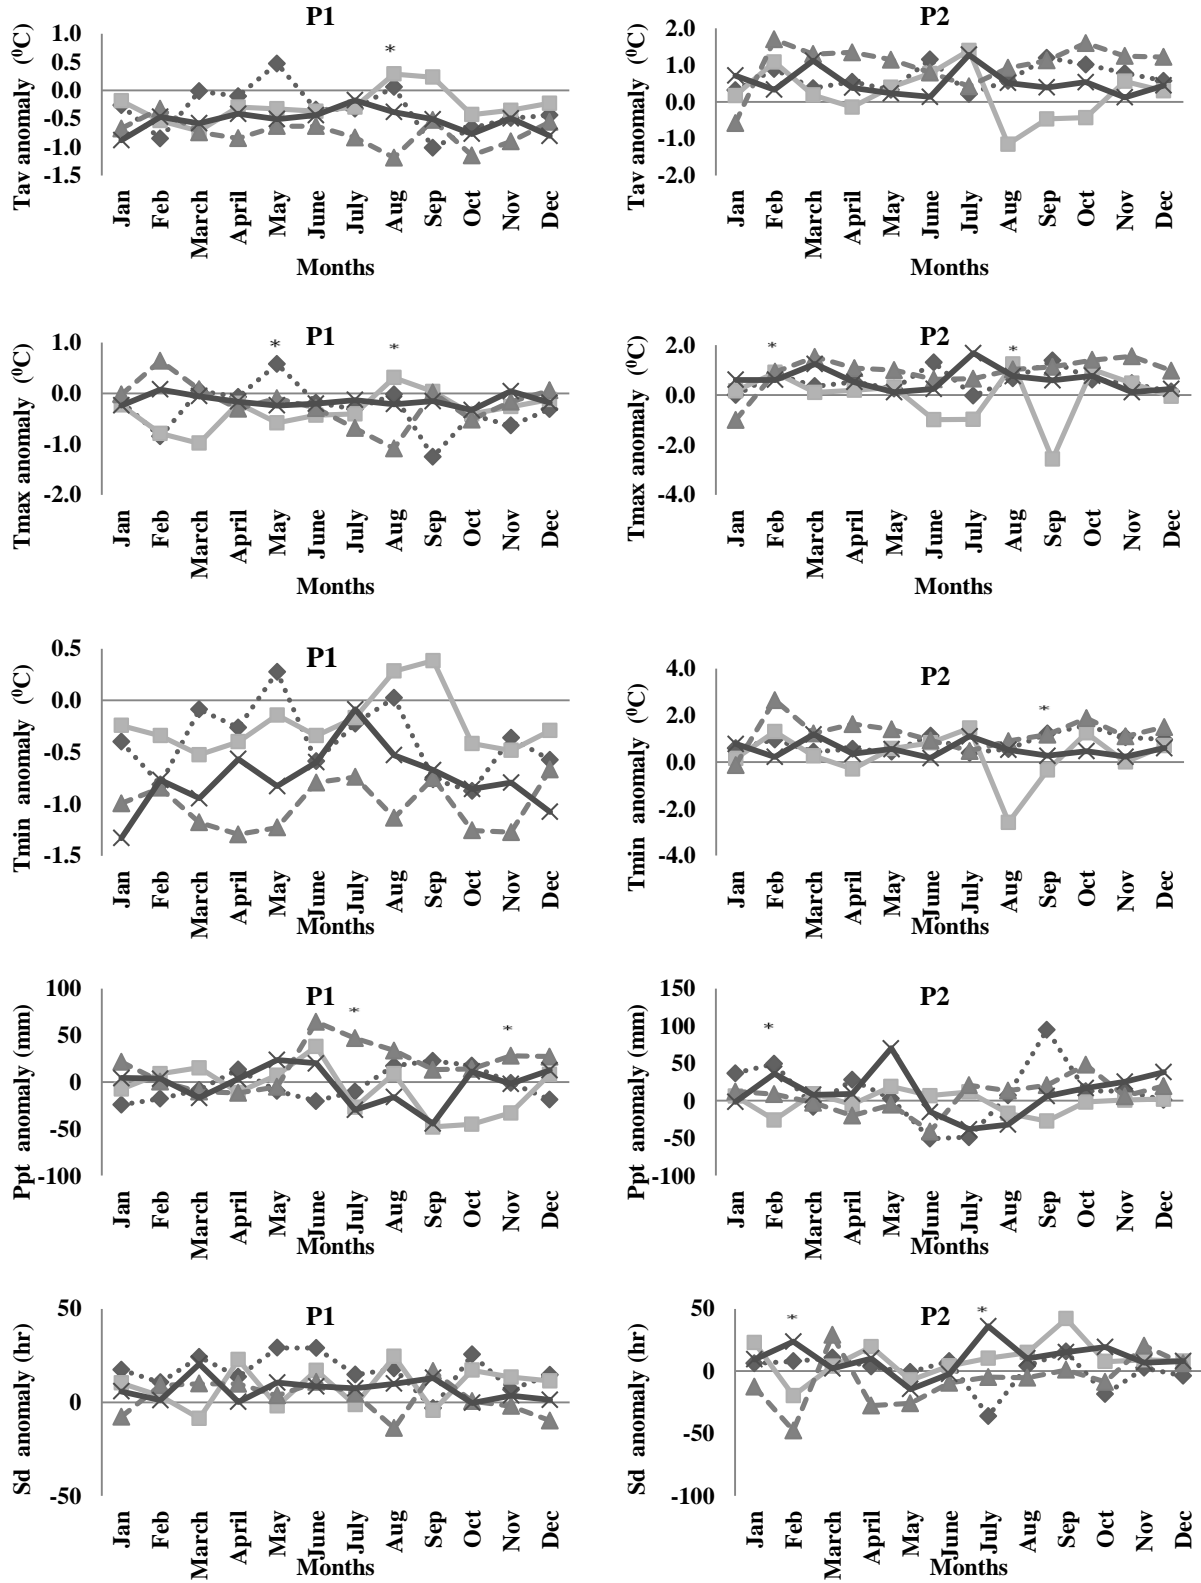 P1
Tav anomaly (⁰C)
1.0
0.5
0.0
-0.5
-1.0
-1.5
*
Jan Feb March April May June July Aug Sep Oct Nov Dec
Months
P2
Tav anomaly (⁰C)
2.0
1.0
0.0
-1.0
-2.0
Jan Feb March April May June July Aug Sep Oct Nov Dec
Months
P1
Tmax anomaly (⁰C)
1.0
0.0
-1.0
-2.0
* *
Jan Feb March April May June July Aug Sep Oct Nov Dec
Months
P2
Tmax anomaly (⁰C)
2.0
0.0
-2.0
-4.0
* *
Jan Feb March April May June July Aug Sep Oct Nov Dec
Months
P1
Tmin anomaly (⁰C)
0.5
0.0
-0.5
-1.0
-1.5
Jan Feb March April May June July Aug Sep Oct Nov Dec
Months
P2
Tmin anomaly (⁰C)
4.0
2.0
0.0
-2.0
-4.0
*
Jan Feb March April May June July Aug Sep Oct Nov Dec
Months
P1
Ppt anomaly (mm)
100
50
0
-50
-100
* *
Jan Feb March April May June July Aug Sep Oct Nov Dec
Months
P2
Ppt anomaly (mm)
150
100
50
0
-50
-100
* *
Jan Feb March April May June July Aug Sep Oct Nov Dec
Months
P1
Sd anomaly (hr)
50
0
-50
Jan Feb March April May June July Aug Sep Oct Nov Dec
Months
P2
Sd anomaly (hr)
50
0
-50
-100
* *
Jan Feb March April May June July Aug Sep Oct Nov Dec
Months